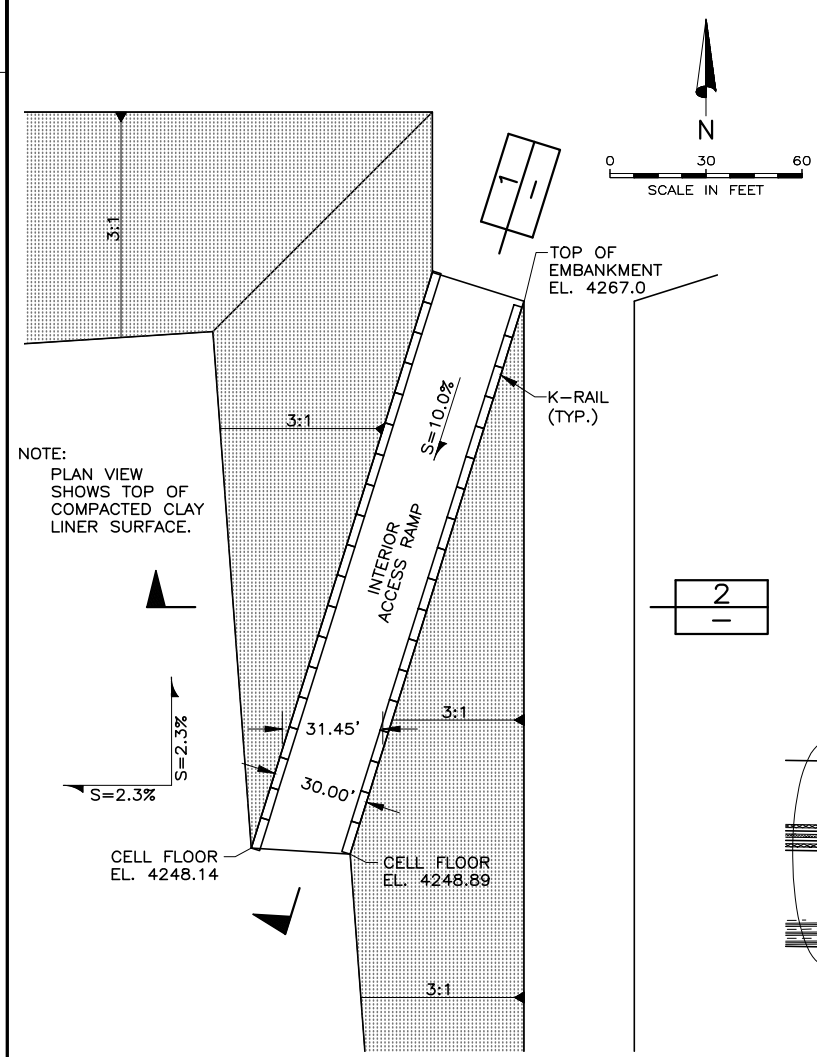 N
0 30 60
SCALE IN FEET
1
–
TOP OF
EMBANKMENT
EL. 4267.0
3:1
K–RAIL
(TYP.)
S=10.0%
3:1
NOTE:
PLAN VIEW
SHOWS TOP OF
COMPACTED CLAY
LINER SURFACE.
INTERIOR
ACCESS RAMP
2
–
3:1
31.45'
S=2.3%
S=2.3%
30.00'
CELL FLOOR
EL. 4248.14
CELL FLOOR
EL. 4248.89
3:1